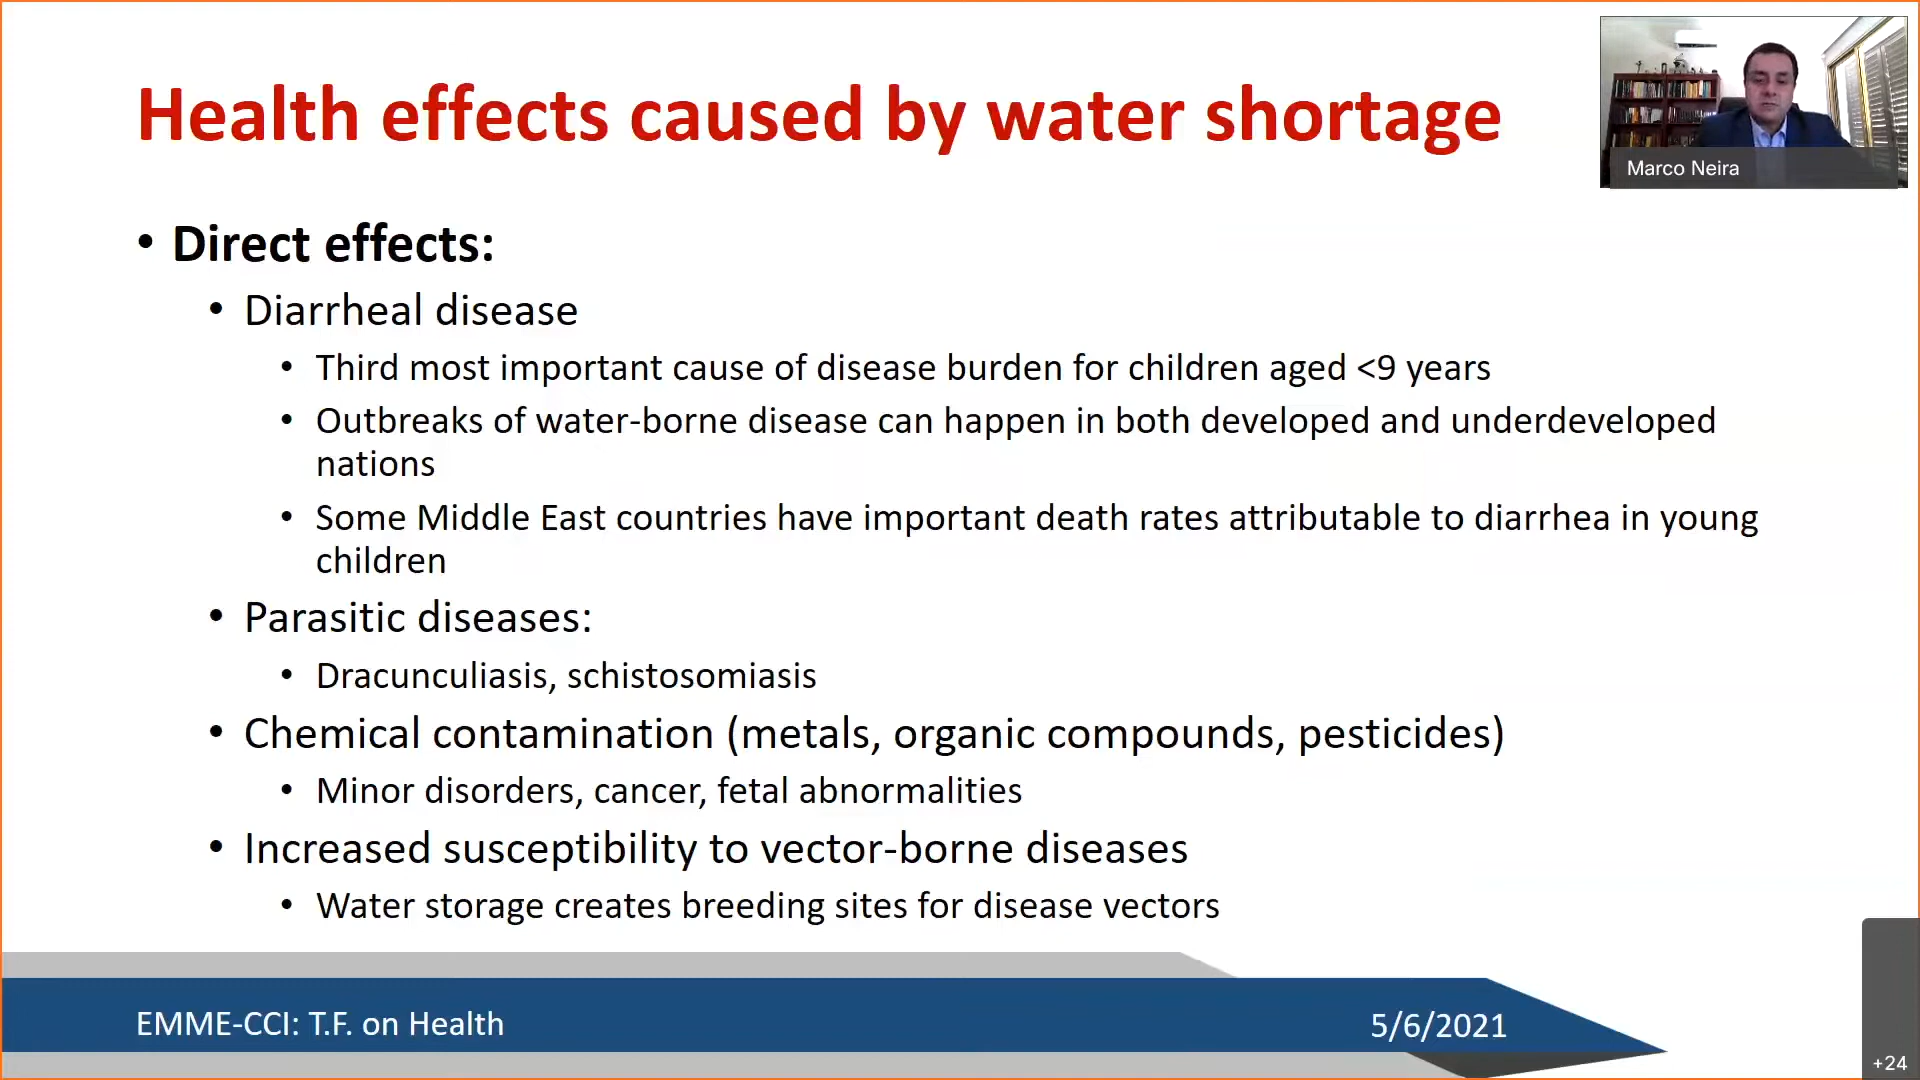 Health effects caused by water shortage
Marco Neira
• Direct effects:
• Diarrheal disease
• Third most important cause of disease burden for children aged <9 years
• Outbreaks of water-borne disease can happen in both developed and underdeveloped
nations
• Some Middle East countries have important death rates attributable to diarrhea in young
children
• Parasitic diseases:
• Dracunculiasis, schistosomiasis
• Chemical contamination (metals, organic compounds, pesticides)
• Minor disorders, cancer, fetal abnormalities
• Increased susceptibility to vector-borne diseases
• Water storage creates breeding sites for disease vectors
EMME-CCI: T.F. on Health
5/6/2021
+24